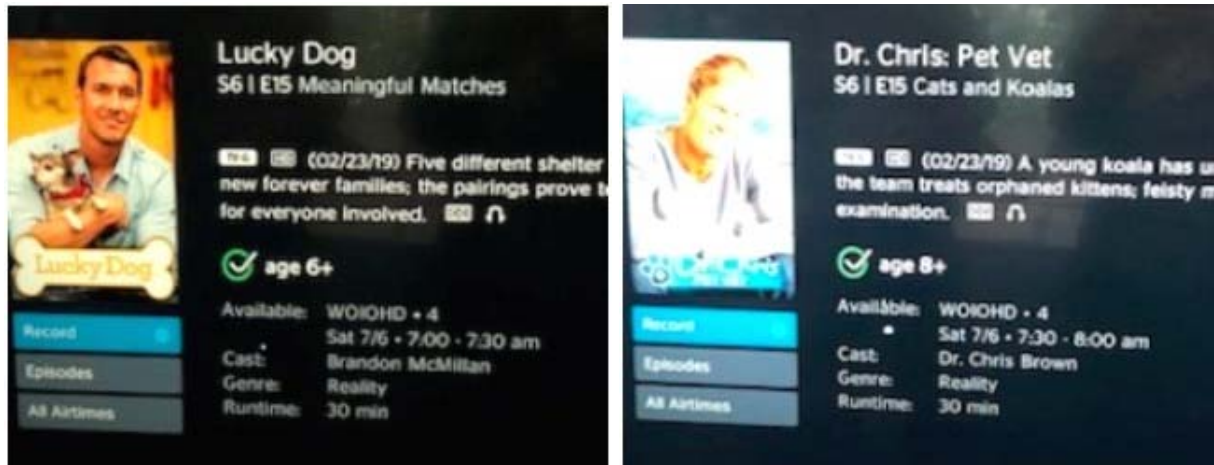 Lucky Dog
S6 | E15 Meaningful Matches
TV-G HD (02/23/19) Five different shelter
new forever families; the pairings prove t
for everyone involved.
age 6+
Lucky Dog
Record
Episodes
All Airtimes
Available: WOIOHD • 4
Sat 7/6 • 7:00 - 7:30 am
Cast: Brandon McMillan
Genre: Reality
Runtime: 30 min
Dr. Chris: Pet Vet
S6 | E15 Cats and Koalas
(02/23/19) A young koala has u
the team treats orphaned kittens; feisty m
examination.
age 8+
Record
Episodes
All Airtimes
Available: WOIOHD • 4
Sat 7/6 • 7:30 - 8:00 am
Cast: Dr. Chris Brown
Genre: Reality
Runtime: 30 min